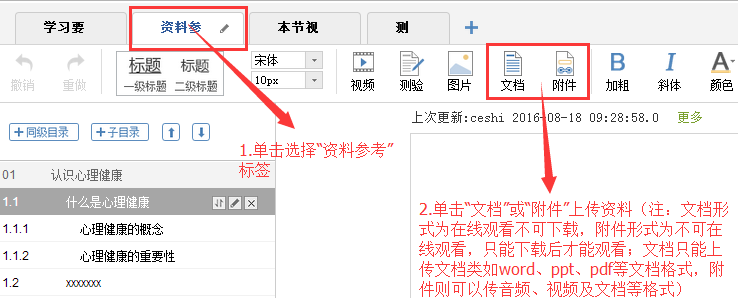 学习要 资料参 本节视 测
撤销 重做 标题 一级标题 标题 二级标题 宋体 10px 视频 测验 图片 文档 附件 B 加粗 I 斜体 A 颜色
同级目录 子目录
上次更新:ceshi 2016-08-18 09:28:58.0 更多
1.单击选择“资料参考”
标签
01 认识心理健康
1.1 什么是心理健康
1.1.1 心理健康的概念
1.1.2 心理健康的重要性
1.2 xxxxxxx
2.单击“文档”或“附件”上传资料（注：文档形
式为在线观看不可下载，附件形式为不可在
线观看，只能下载后才能观看；文档只能上
传文档类如word、ppt、pdf等文档格式，附
件则可以传音频、视频及文档等格式）